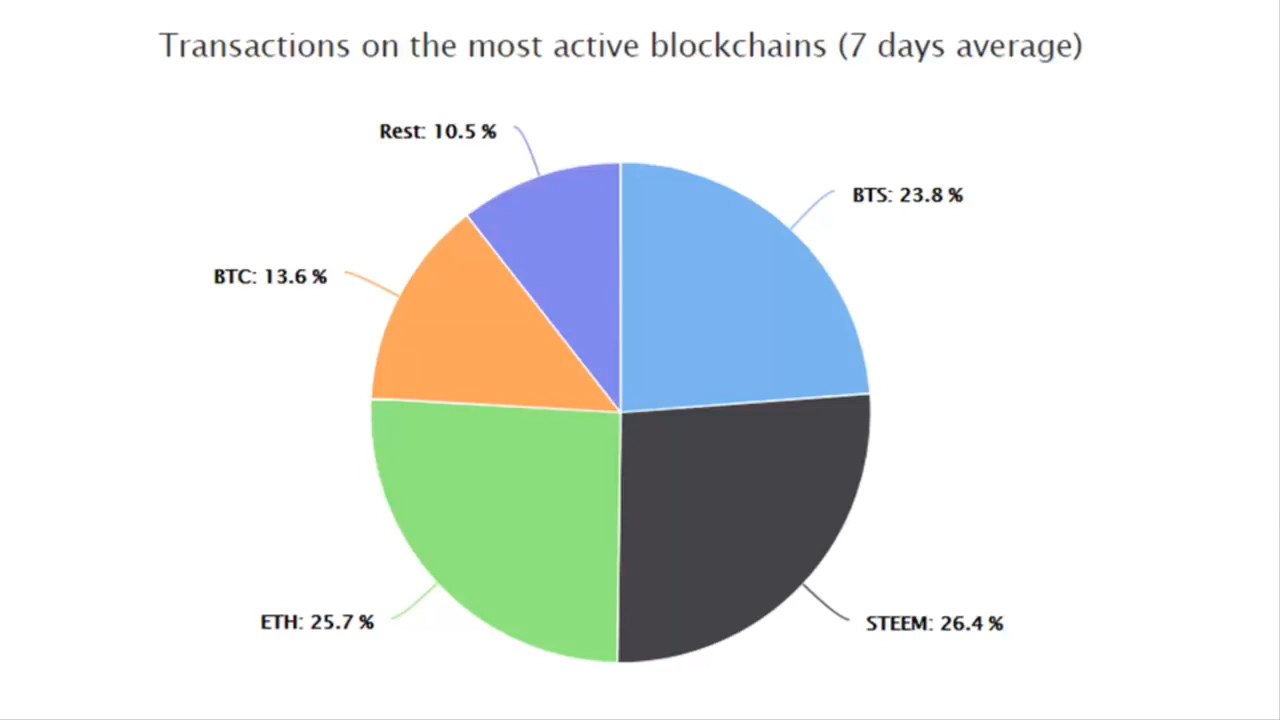 Transactions on the most active blockchains (7 days average)
Rest: 10.5 %
BTS: 23.8 %
BTC: 13.6 %
ETH: 25.7 %
STEEM: 26.4 %